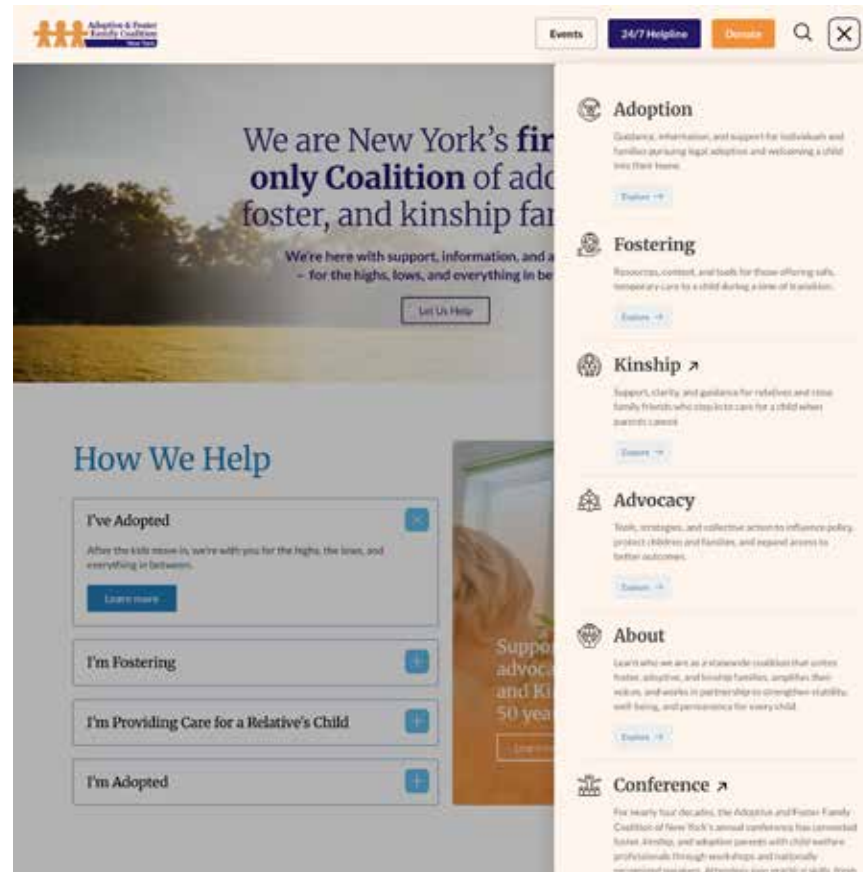 Adoptive & Foster
Family Coalition
New York
Events
24/7 Helpline
Donate
We are New York's fir
only Coalition of ado
foster, and kinship far
We're here with support, information, and a
– for the highs, lows, and everything in be
Let Us Help
How We Help
I've Adopted
After the kids move in, we're with you for the highs, the lows, and
everything in between.
Learn more
I'm Fostering
I'm Providing Care for a Relative's Child
I'm Adopted
Suppo
advoca
and Ki
50 yea
Learn
Adoption
Guidance, information, and support for individuals and
families pursuing legal adoption and welcoming a child
into their home.
Explore →
Fostering
Resources, context, and tools for those offering safe,
temporary care to a child during a time of transition.
Explore →
Kinship ↗
Support, clarity, and guidance for relatives and close
family friends who step in to care for a child when
parents cannot
Explore →
Advocacy
Tools, strategies, and collective action to influence policy,
protect children and families, and expand access to
better outcomes.
Explore →
About
Learn who we are as a statewide coalition that unites
foster, adoptive, and kinship families, amplifies their
voices, and works in partnership to strengthen stability,
well-being, and permanence for every child.
Explore →
Conference ↗
For nearly four decades, the Adoptive and Foster Family
Coalition of New York's annual conference has connected
foster, kinship, and adoption parents with child welfare
professionals through workshops and nationally